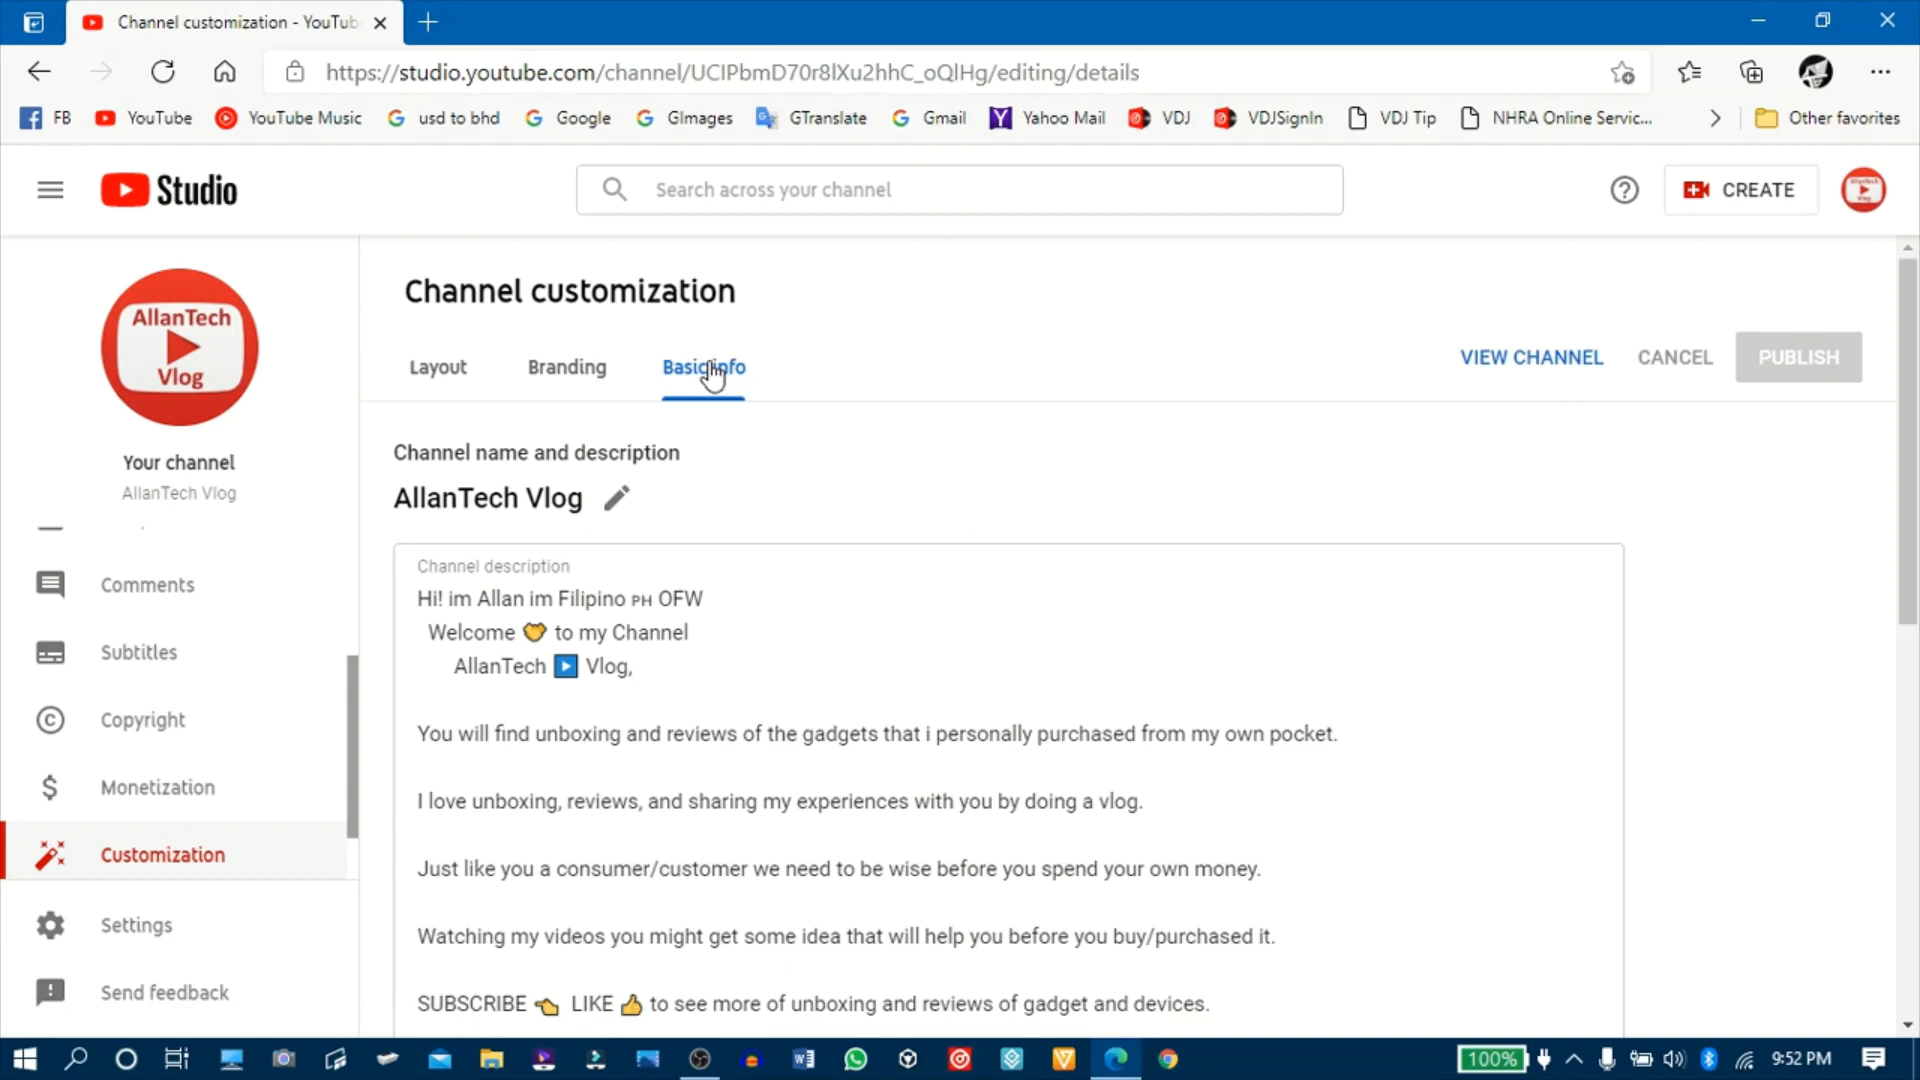 Channel customization - YouTub
https://studio.youtube.com/channel/UCIPbmD70r8lXu2hhC_oQlHg/editing/details
FB
YouTube
YouTube Music
usd to bhd
Google
GImages
GTranslate
Gmail
Yahoo Mail
VDJ
VDJSignIn
VDJ Tip
NHRA Online Servic...
Other favorites
Studio
Search across your channel
CREATE
AllanTech
Vlog
Your channel
AllanTech Vlog
Comments
Subtitles
Copyright
Monetization
Customization
Settings
Send feedback
Channel customization
Layout
Branding
Basic info
VIEW CHANNEL
CANCEL
PUBLISH
Channel name and description
AllanTech Vlog
Channel description
Hi! im Allan im Filipino PH OFW
Welcome 🤝 to my Channel
AllanTech ▶️ Vlog,
You will find unboxing and reviews of the gadgets that i personally purchased from my own pocket.
I love unboxing, reviews, and sharing my experiences with you by doing a vlog.
Just like you a consumer/customer we need to be wise before you spend your own money.
Watching my videos you might get some idea that will help you before you buy/purchased it.
SUBSCRIBE 👈 LIKE 👍 to see more of unboxing and reviews of gadget and devices.
100%
9:52 PM